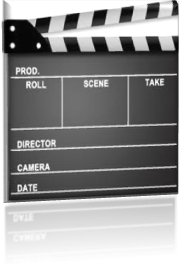 PROD.
ROLL SCENE TAKE
DIRECTOR
CAMERA
DATE